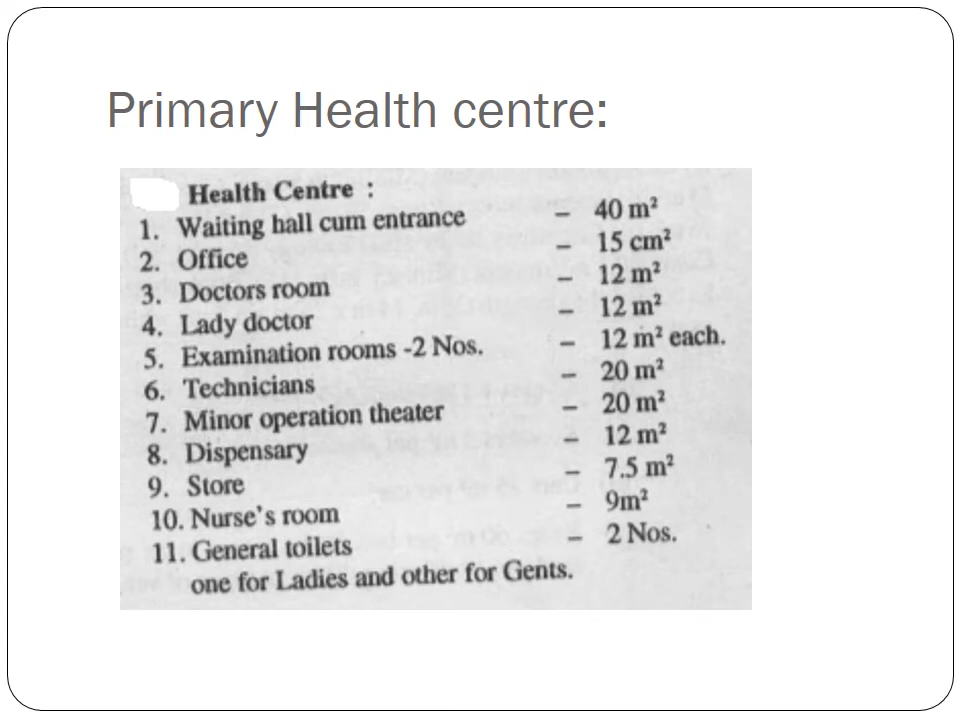 Primary Health centre:
Health Centre :
1. Waiting hall cum entrance – 40 m²
2. Office – 15 cm²
3. Doctors room – 12 m²
4. Lady doctor – 12 m²
5. Examination rooms -2 Nos. – 12 m² each.
6. Technicians – 20 m²
7. Minor operation theater – 20 m²
8. Dispensary – 12 m²
9. Store – 7.5 m²
10. Nurse's room – 9m²
11. General toilets – 2 Nos.
one for Ladies and other for Gents.